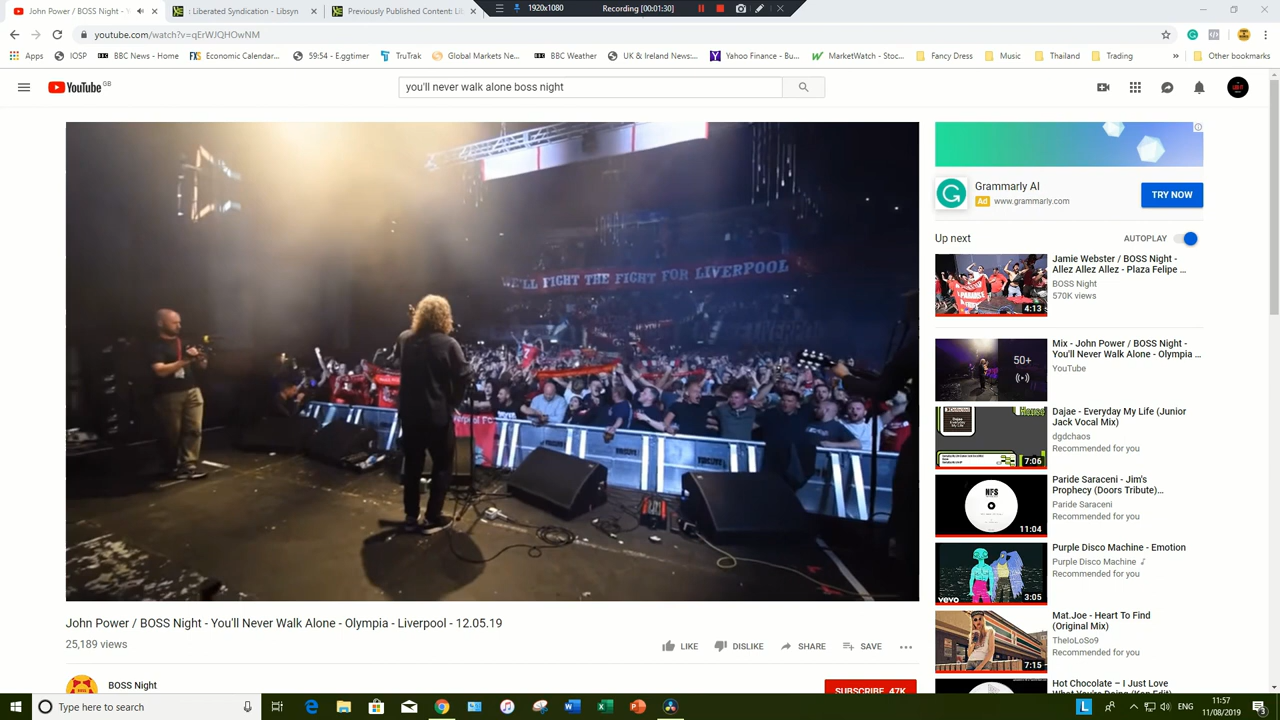 John Power / BOSS Night - Y
: Liberated Syndication - Libsyn
Previously Published Content: Lib
1920x1080
Recording [00:01:30]
youtube.com/watch?v=qErWJQHOwNM
Apps
IOSP
BBC News - Home
Economic Calendar...
59:54 - Eggtimer
TruTrak
Global Markets Ne...
BBC Weather
UK & Ireland News:...
Yahoo Finance - Bu...
MarketWatch - Stoc...
Fancy Dress
Music
Thailand
Trading
Other bookmarks
YouTube GB
you'll never walk alone boss night
LL FIGHT THE FIGHT FOR LIVERPOOL
Grammarly AI
Ad www.grammarly.com
TRY NOW
Up next
AUTOPLAY
Jamie Webster / BOSS Night -
Allez Allez Allez - Plaza Felipe ...
BOSS Night
570K views
4:13
Mix - John Power / BOSS Night -
You'll Never Walk Alone - Olympia ...
YouTube
50+
Dajae - Everyday My Life (Junior
Jack Vocal Mix)
dgdchaos
Recommended for you
7:06
Paride Saraceni - Jim's
Prophecy (Doors Tribute)...
Paride Saraceni
Recommended for you
NFS
11:04
Purple Disco Machine - Emotion
Purple Disco Machine
Recommended for you
vevo
3:05
Mat.Joe - Heart To Find
(Original Mix)
TheloLoSo9
Recommended for you
7:15
Hot Chocolate – I Just Love
What You're Doing (Ken Edit)
John Power / BOSS Night - You'll Never Walk Alone - Olympia - Liverpool - 12.05.19
25,189 views
LIKE
DISLIKE
SHARE
SAVE
BOSS Night
SUBSCRIBE 47K
Type here to search
ENG
11:57
11/08/2019
3